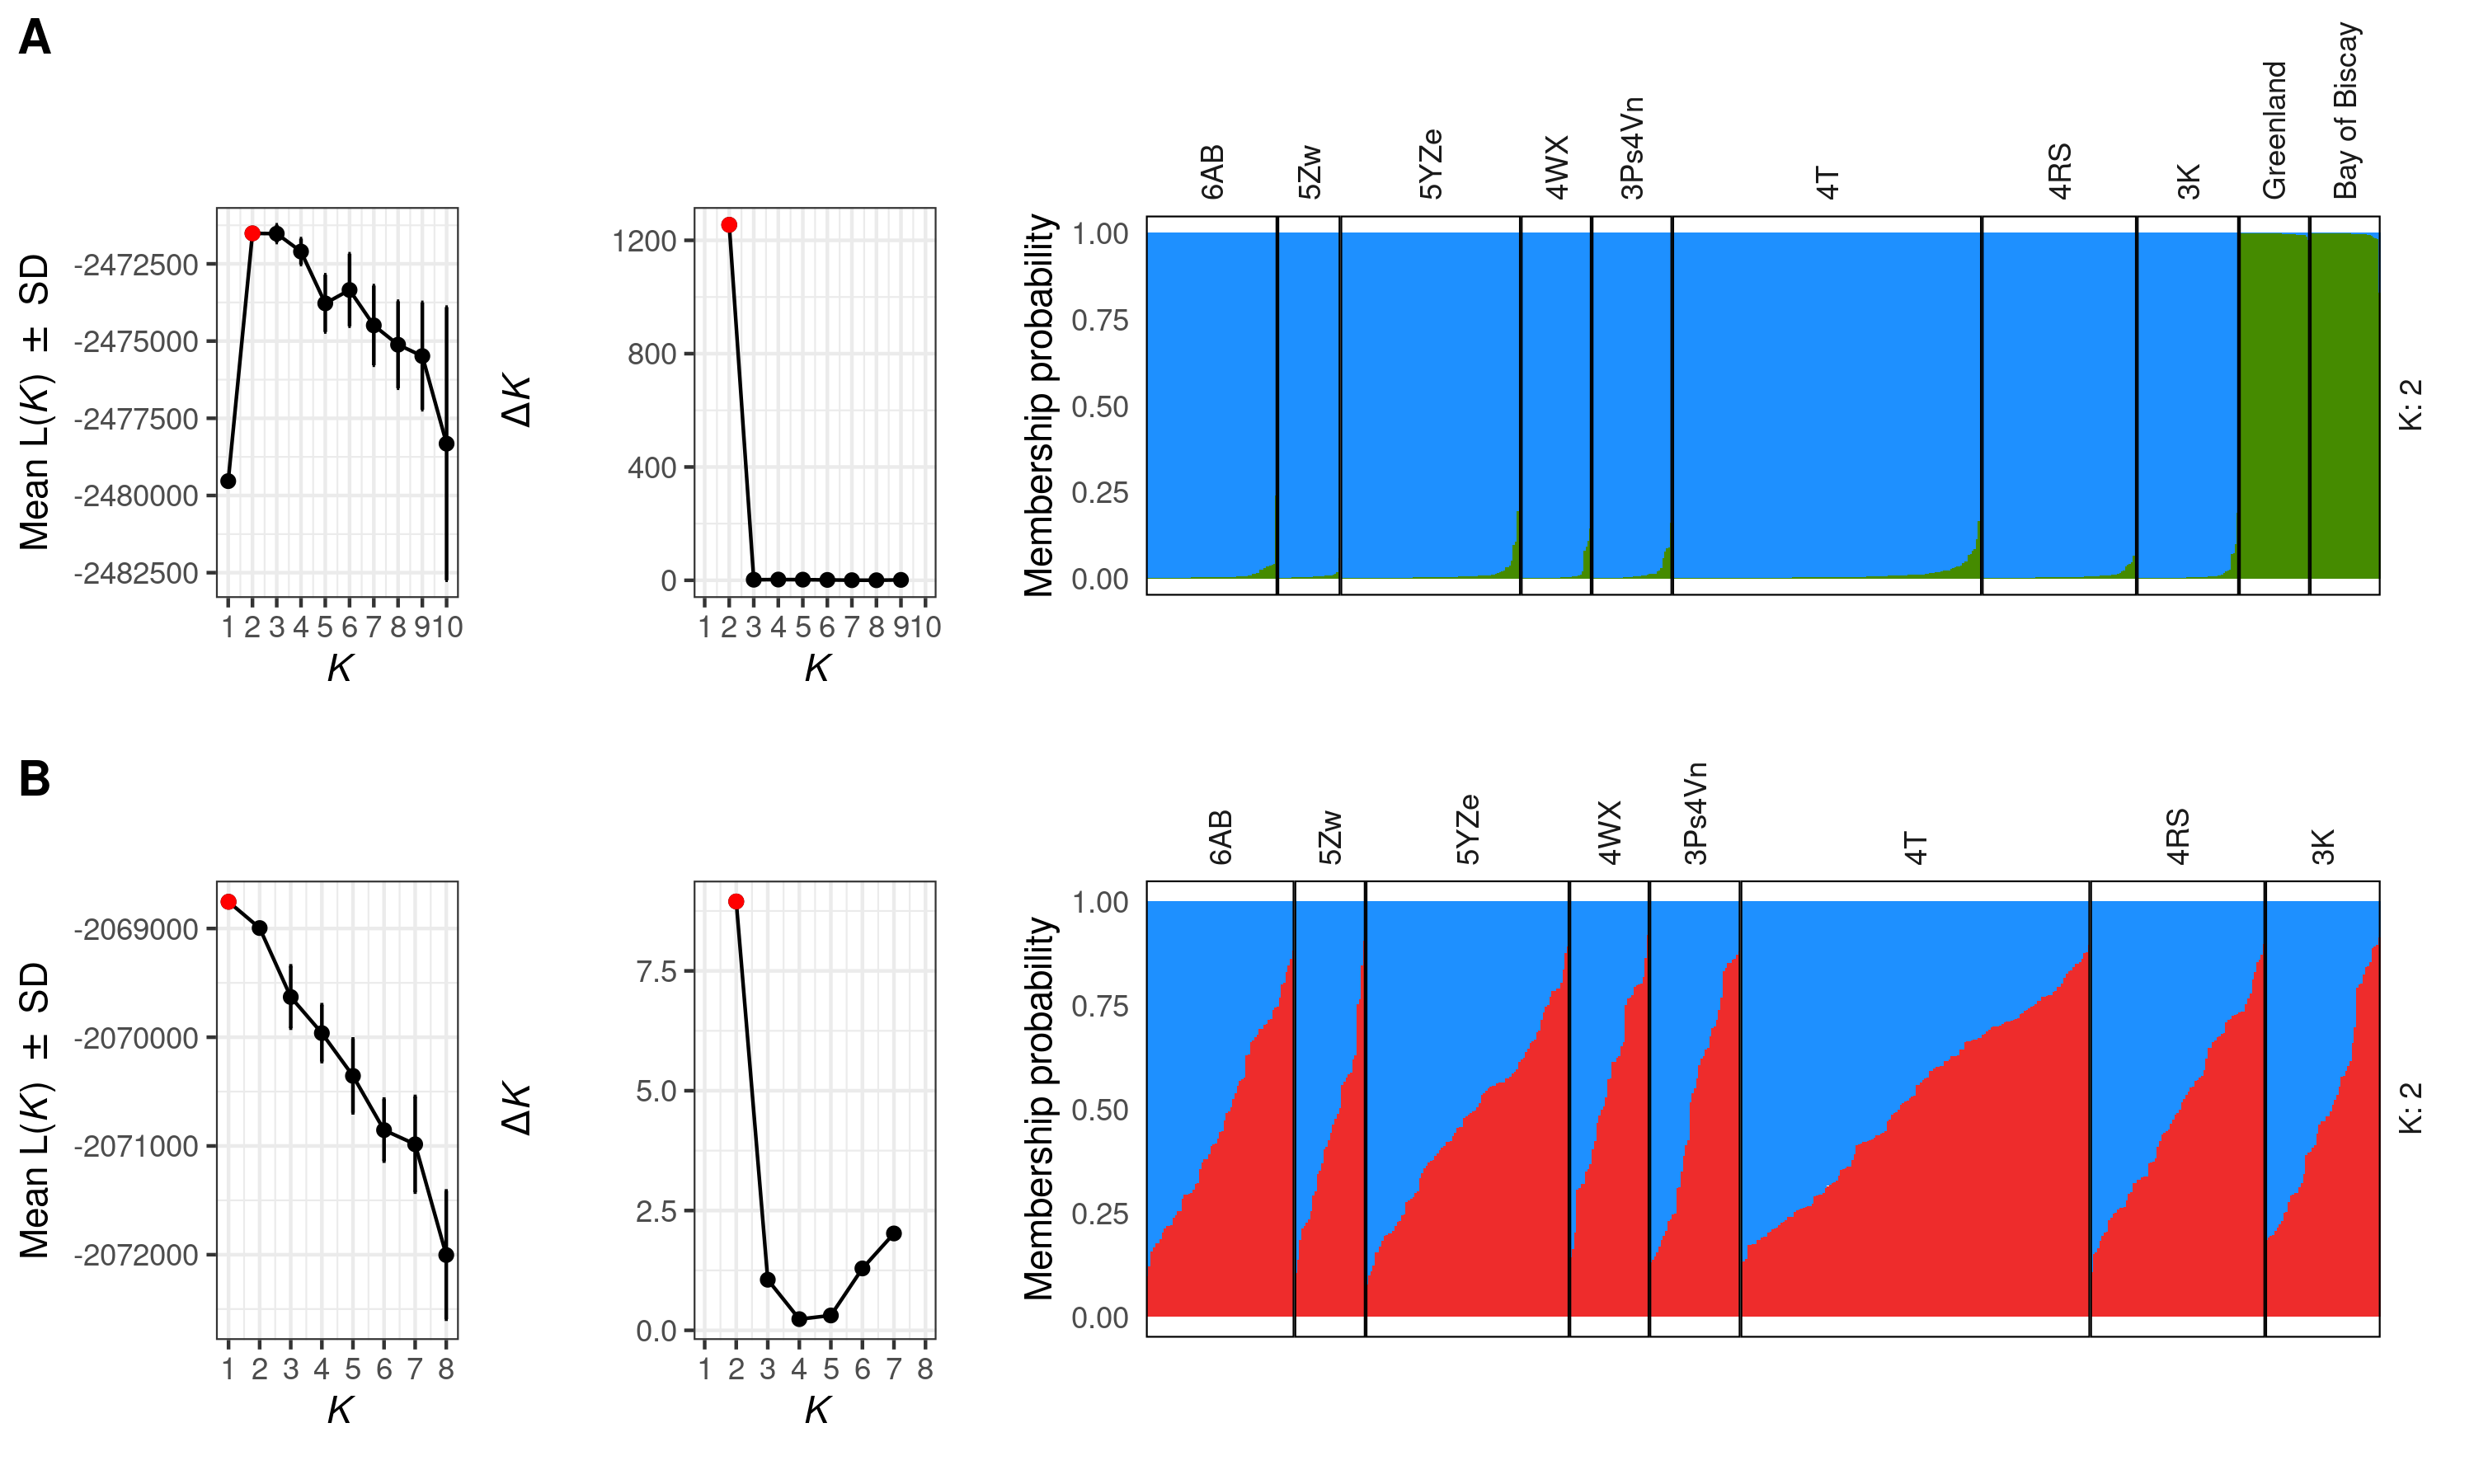 A
Mean L(K) ± SD
-2472500
-2475000
-2477500
-2480000
-2482500
1 2 3 4 5 6 7 8 9 10
K
ΔK
1200
800
400
0
1 2 3 4 5 6 7 8 9 10
K
6AB 5Zw 5YZe 4WX 3Ps4Vn 4T 4RS 3K Greenland Bay of Biscay
Membership probability
1.00
0.75
0.50
0.25
0.00
K: 2
B
Mean L(K) ± SD
-2069000
-2070000
-2071000
-2072000
1 2 3 4 5 6 7 8
K
ΔK
7.5
5.0
2.5
0.0
1 2 3 4 5 6 7 8
K
6AB 5Zw 5YZe 4WX 3Ps4Vn 4T 4RS 3K
Membership probability
1.00
0.75
0.50
0.25
0.00
K: 2